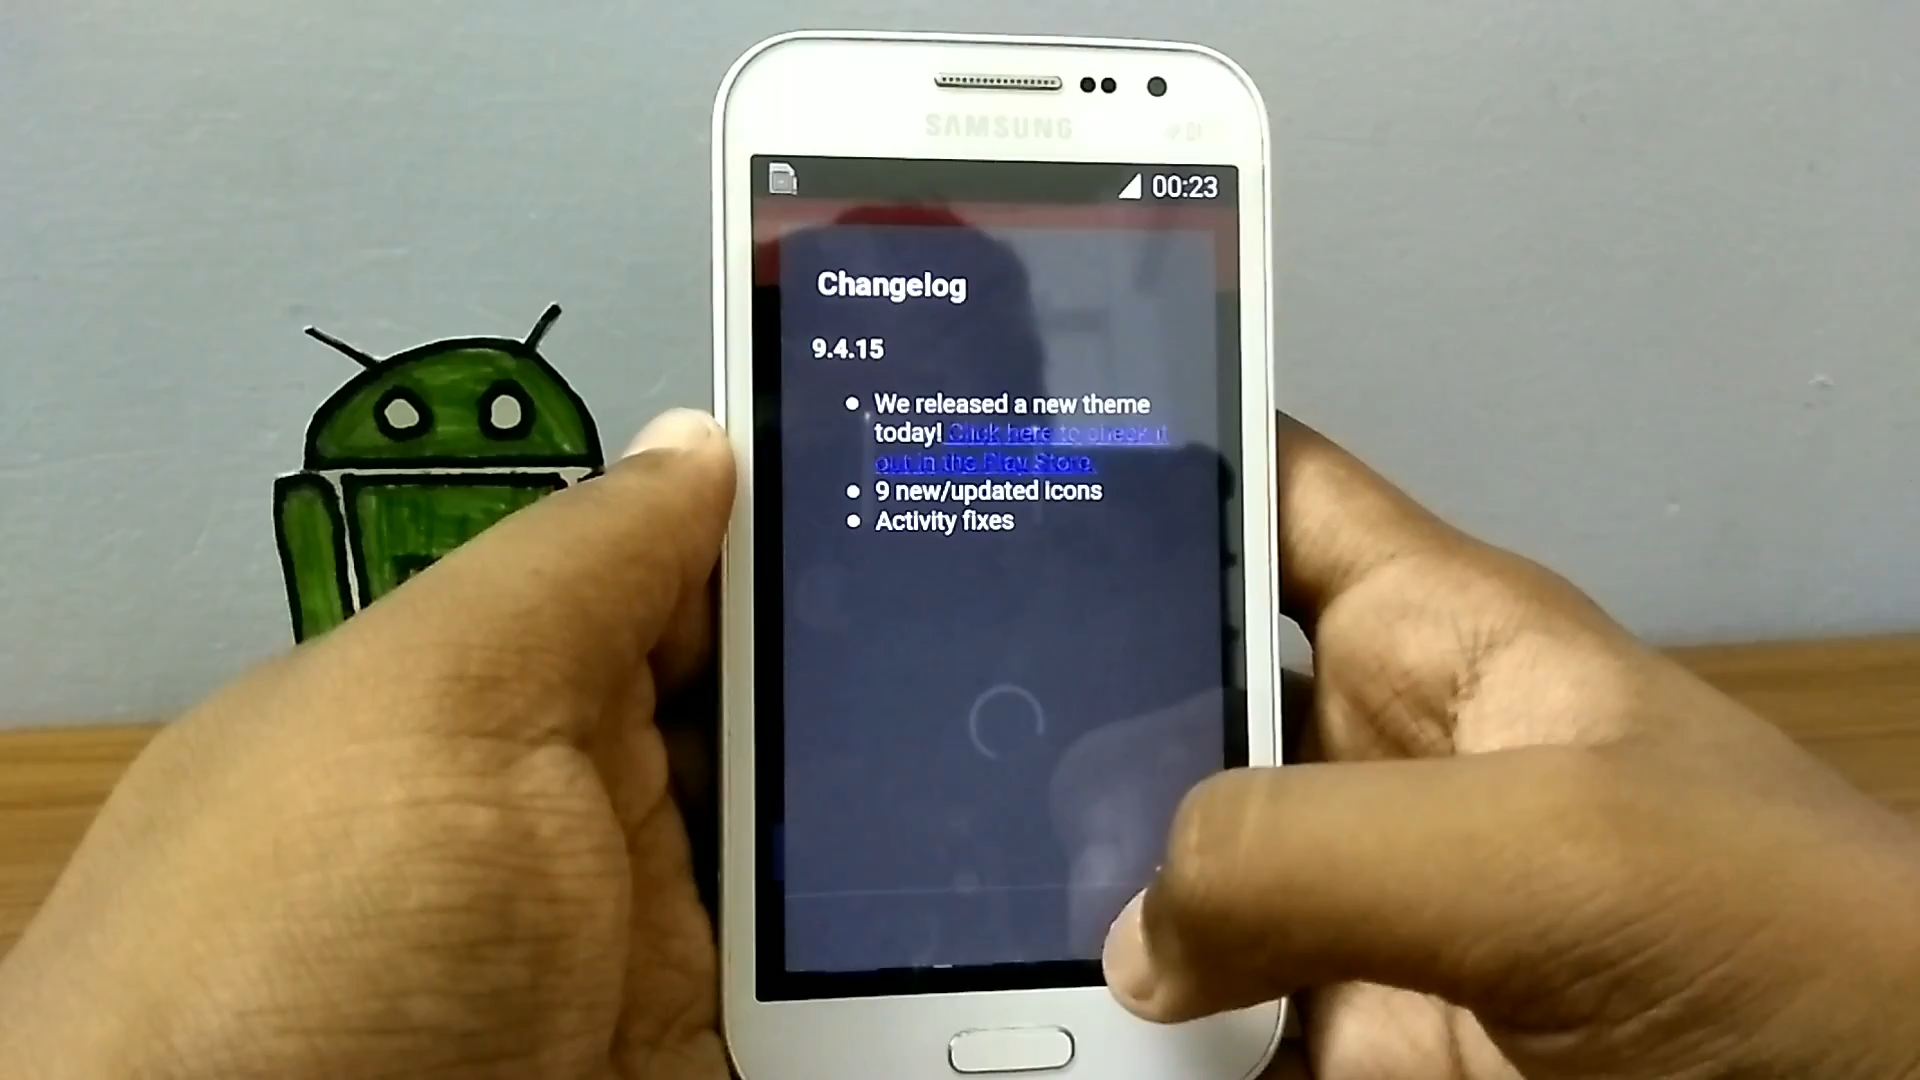 SAMSUNG
00:23
Changelog
9.4.15
We released a new theme
today! Click here to check it
out in the Play Store.
9 new/updated icons
Activity fixes